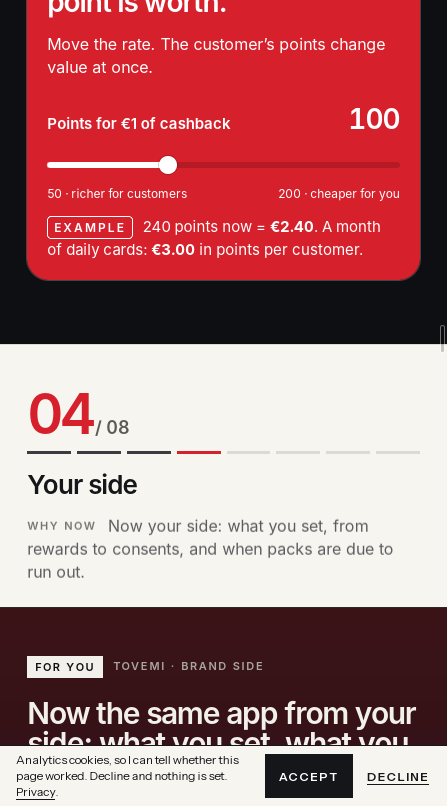 point is worth.
Move the rate. The customer's points change
value at once.
Points for €1 of cashback 100
50 · richer for customers 200 · cheaper for you
EXAMPLE 240 points now = €2.40. A month
of daily cards: €3.00 in points per customer.
04 / 08
Your side
WHY NOW Now your side: what you set, from
rewards to consents, and when packs are due to
run out.
FOR YOU TOVEMI · BRAND SIDE
Now the same app from your
side: what you set, what you
Analytics cookies, so I can tell whether this
page worked. Decline and nothing is set.
Privacy.
ACCEPT DECLINE